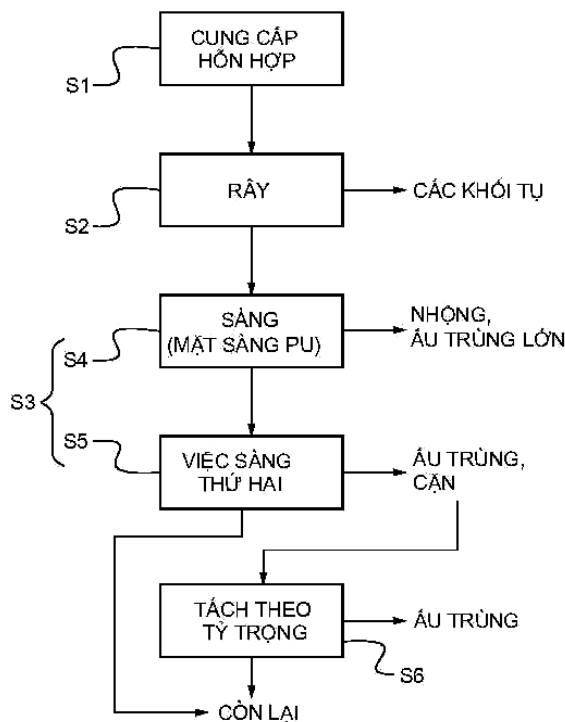 CUNG CẤP
HỖN HỢP
S1
RÂY
CÁC KHỐI TỤ
S2
SÀNG
(MẶT SÀNG PU)
NHỘNG,
ẤU TRÙNG LỚN
S4
S3
S5
VIỆC SÀNG
THỨ HAI
ẤU TRÙNG,
CẶN
TÁCH THEO
TỶ TRỌNG
ẤU TRÙNG
S6
CÒN LẠI